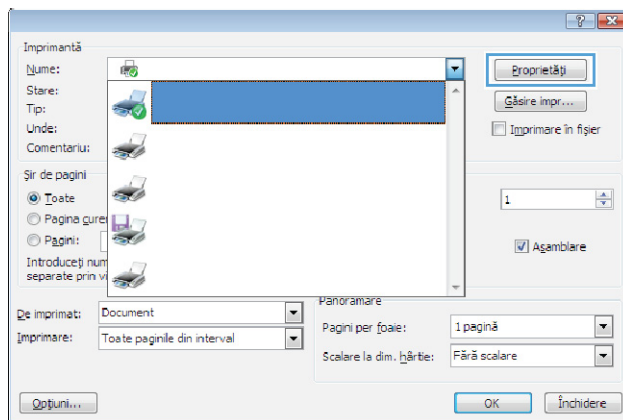 Imprimantă
Nume:
Proprietăți
Stare:
Tip:
Găsire impr...
Unde:
Imprimare în fișier
Comentariu:
Șir de pagini
Toate
1
Pagina curen
Pagini:
Asamblare
Introduceți num
separate prin vi
Panoramare
De imprimat: Document
Pagini per foaie: 1 pagină
Imprimare: Toate paginile din interval
Scalare la dim. hârtie: Fără scalare
Opțiuni...
OK
Închidere